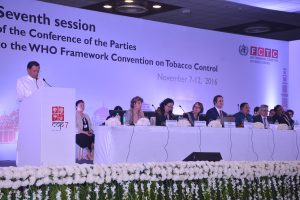 Seventh session
of the Conference of the Parties
to the WHO Framework Convention on Tobacco Control
November 7-12, 2016
FCTC
cop7